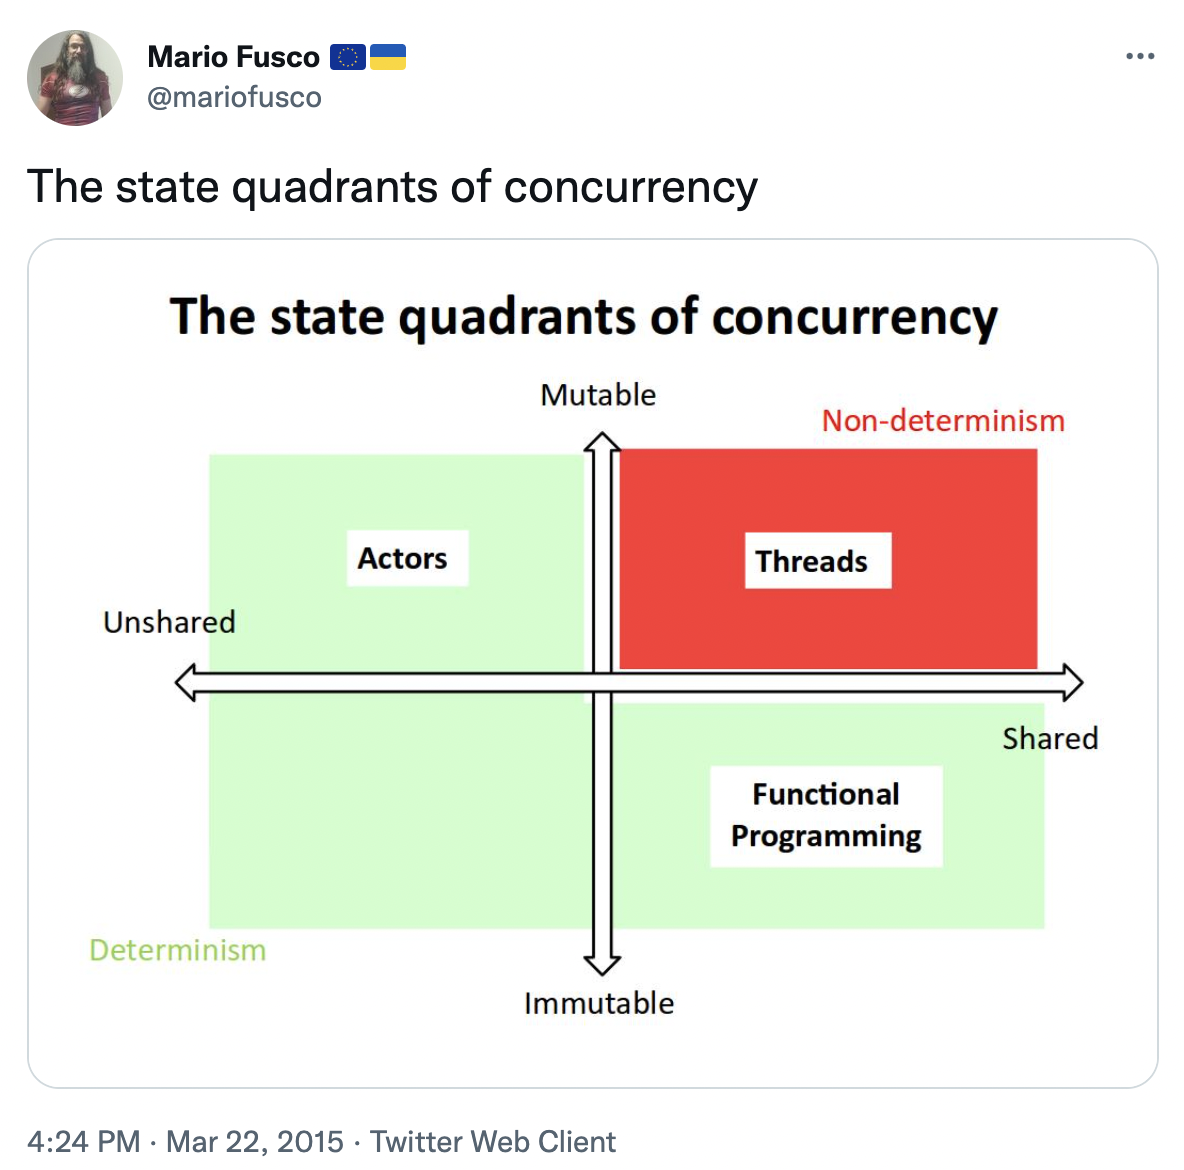 Mario Fusco 🇪🇺🇺🇦
@mariofusco
The state quadrants of concurrency
The state quadrants of concurrency
Mutable
Non-determinism
Actors
Threads
Unshared
Shared
Functional
Programming
Determinism
Immutable
4:24 PM · Mar 22, 2015 · Twitter Web Client